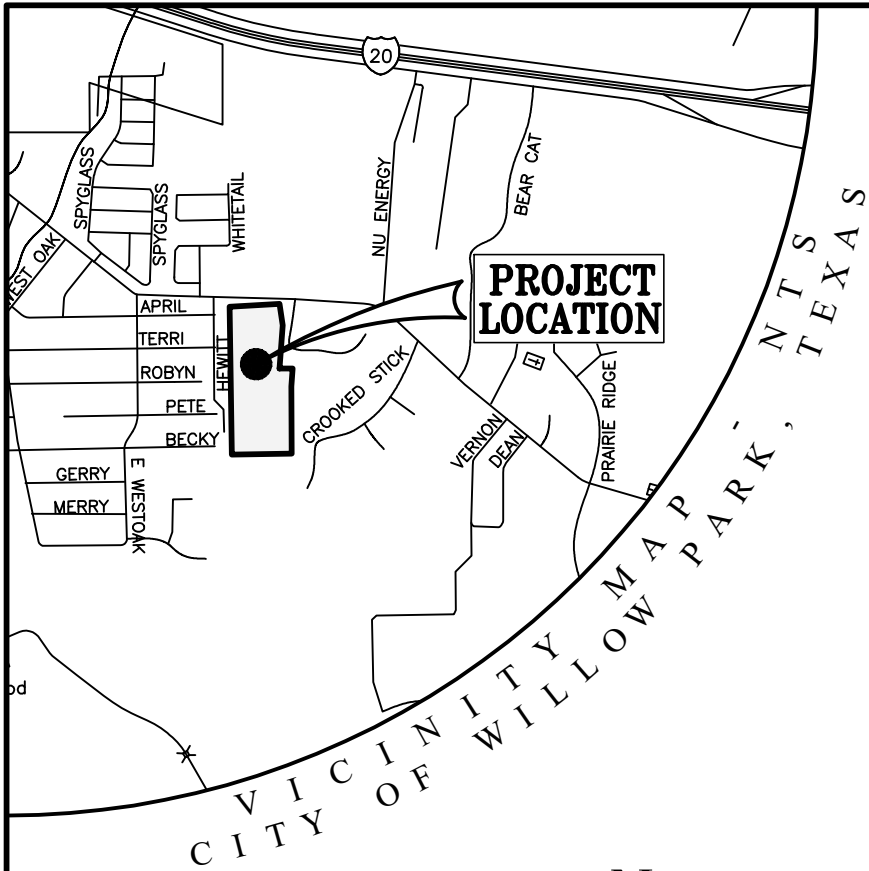 20
SPYGLASS
SPYGLASS
WHITETAIL
NU ENERGY
BEAR CAT
WEST OAK
PROJECT
LOCATION
APRIL
TERRI
HEWITT
ROBYN
PETE
BECKY
CROOKED STICK
PRAIRIE RIDGE
VERNON
DEAN
GERRY
MERRY
E WESTOAK
VICINITY MAP - NTS
CITY OF WILLOW PARK, TEXAS